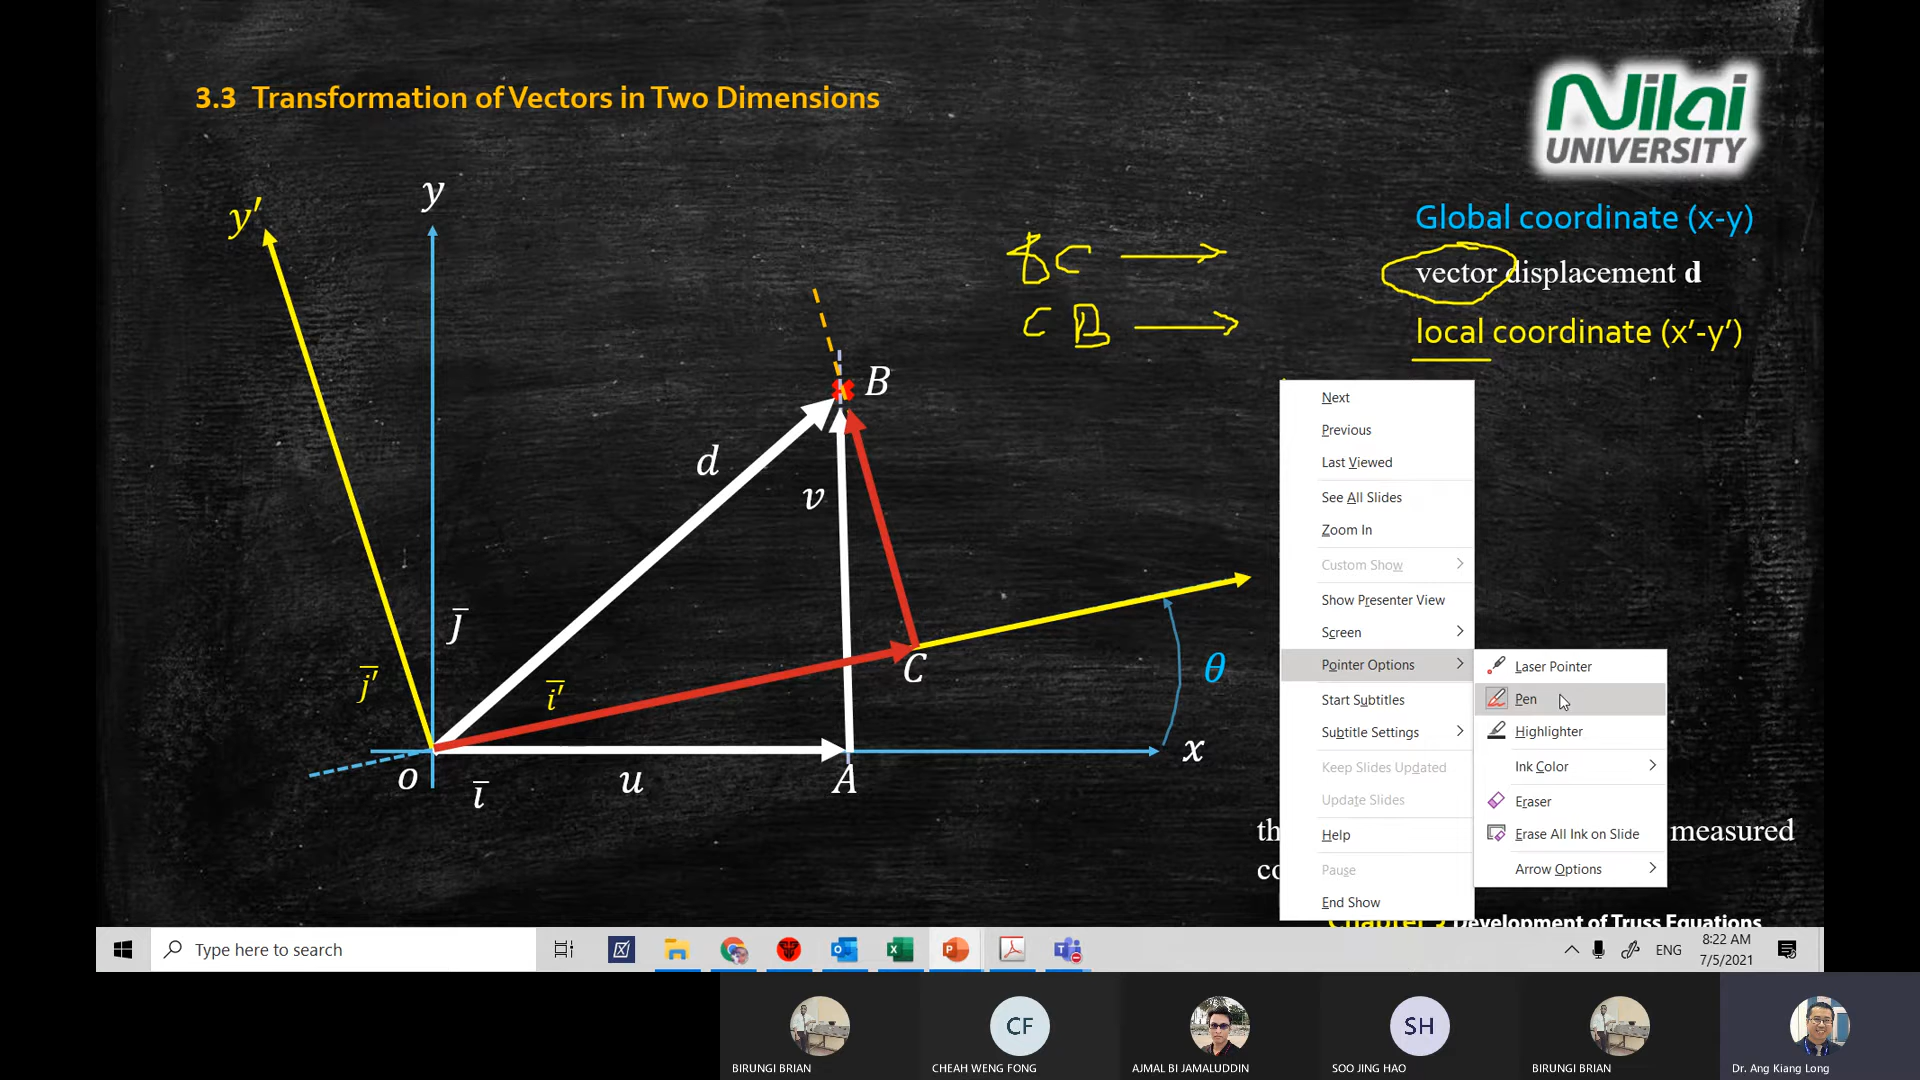 3.3 Transformation of Vectors in Two Dimensions
Nilai
UNIVERSITY
y′
y
Global coordinate (x-y)
C
vector displacement d
C B
local coordinate (x′-y′)
B
d
v
j̅
j̅′
i̅′
C
θ
x
O
ı̅
u
A
Next
Previous
Last Viewed
See All Slides
Zoom In
Custom Show
Show Presenter View
Screen
Pointer Options
Start Subtitles
Subtitle Settings
Keep Slides Updated
Update Slides
Help
Pause
End Show
Laser Pointer
Pen
Highlighter
Ink Color
Eraser
Erase All Ink on Slide
Arrow Options
measured
Development of Truss Equations
Type here to search
ENG
8:22 AM
7/5/2021
CF
SH
BIRUNGI BRIAN
CHEAH WENG FONG
AJMAL BI JAMALUDDIN
SOO JING HAO
BIRUNGI BRIAN
Dr. Ang Kiang Long